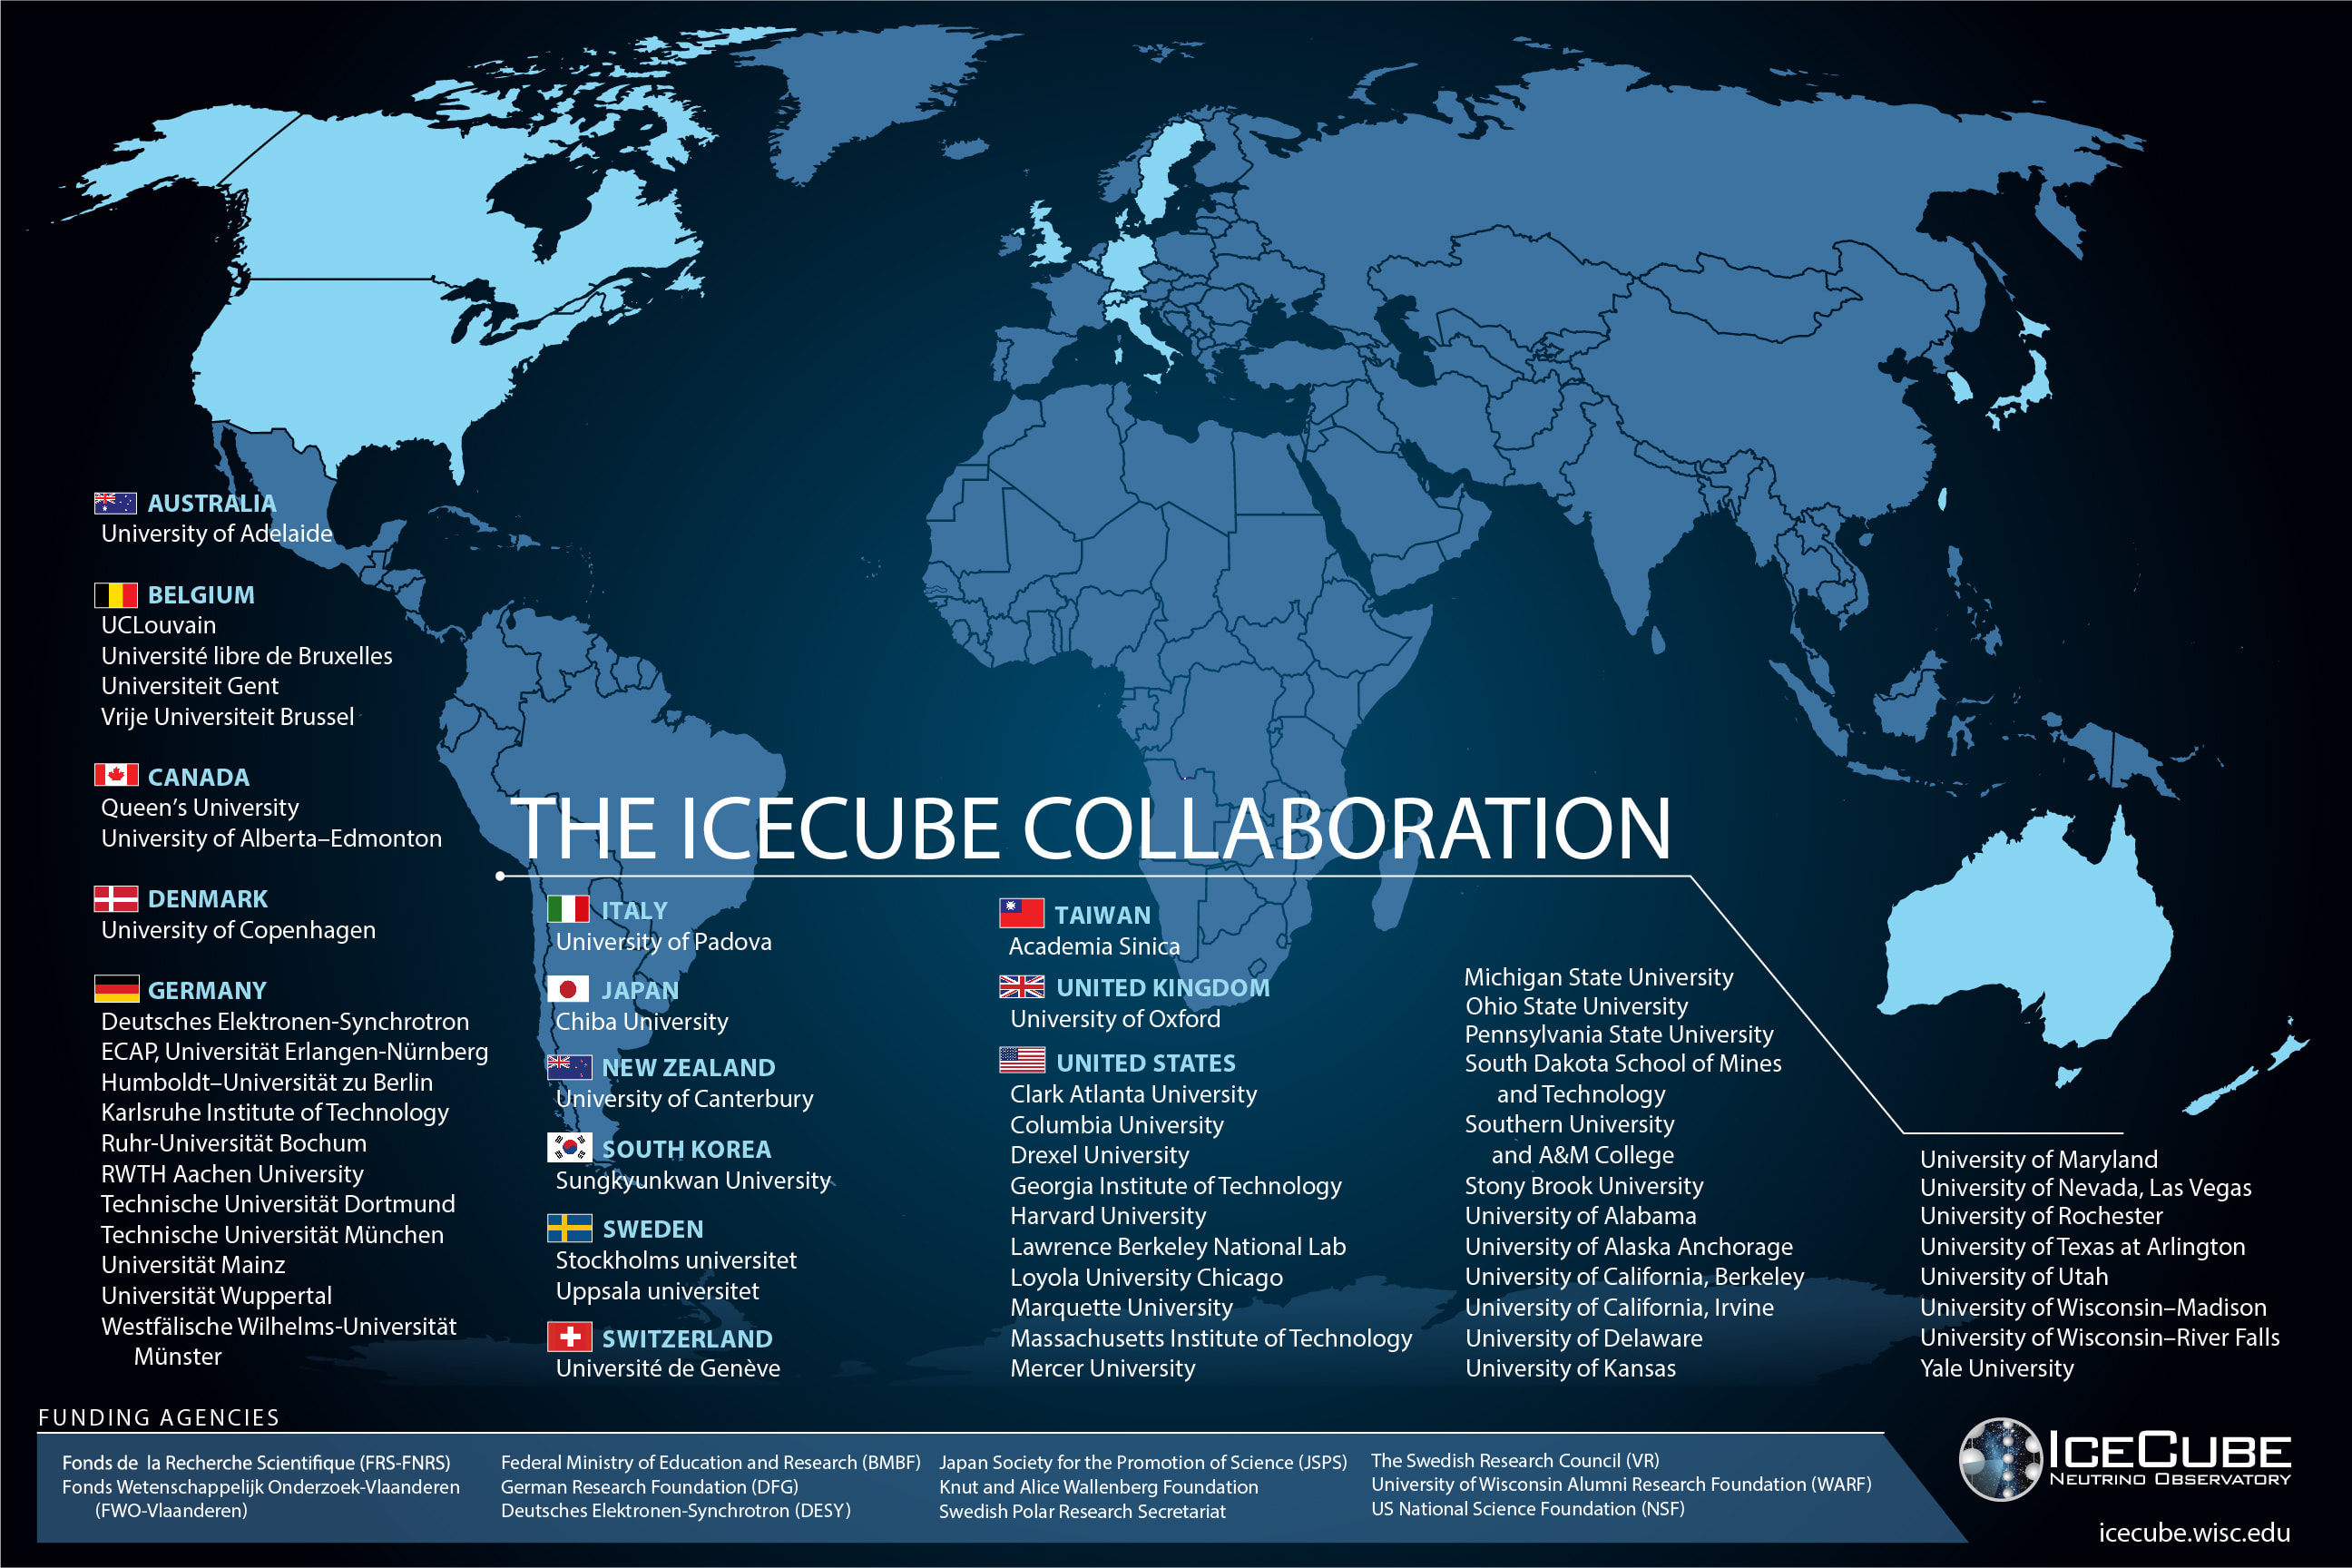 AUSTRALIA
University of Adelaide
BELGIUM
UCLouvain
Université libre de Bruxelles
Universiteit Gent
Vrije Universiteit Brussel
CANADA
Queen’s University
University of Alberta–Edmonton
DENMARK
University of Copenhagen
GERMANY
Deutsches Elektronen-Synchrotron
ECAP, Universität Erlangen-Nürnberg
Humboldt–Universität zu Berlin
Karlsruhe Institute of Technology
Ruhr-Universität Bochum
RWTH Aachen University
Technische Universität Dortmund
Technische Universität München
Universität Mainz
Universität Wuppertal
Westfälische Wilhelms-Universität
Münster
THE ICECUBE COLLABORATION
ITALY
University of Padova
JAPAN
Chiba University
NEW ZEALAND
University of Canterbury
SOUTH KOREA
Sungkyunkwan University
SWEDEN
Stockholms universitet
Uppsala universitet
SWITZERLAND
Université de Genève
TAIWAN
Academia Sinica
UNITED KINGDOM
University of Oxford
UNITED STATES
Clark Atlanta University
Columbia University
Drexel University
Georgia Institute of Technology
Harvard University
Lawrence Berkeley National Lab
Loyola University Chicago
Marquette University
Massachusetts Institute of Technology
Mercer University
Michigan State University
Ohio State University
Pennsylvania State University
South Dakota School of Mines
and Technology
Southern University
and A&M College
Stony Brook University
University of Alabama
University of Alaska Anchorage
University of California, Berkeley
University of California, Irvine
University of Delaware
University of Kansas
University of Maryland
University of Nevada, Las Vegas
University of Rochester
University of Texas at Arlington
University of Utah
University of Wisconsin–Madison
University of Wisconsin–River Falls
Yale University
FUNDING AGENCIES
Fonds de la Recherche Scientifique (FRS-FNRS)
Fonds Wetenschappelijk Onderzoek-Vlaanderen
(FWO-Vlaanderen)
Federal Ministry of Education and Research (BMBF)
German Research Foundation (DFG)
Deutsches Elektronen-Synchrotron (DESY)
Japan Society for the Promotion of Science (JSPS)
Knut and Alice Wallenberg Foundation
Swedish Polar Research Secretariat
The Swedish Research Council (VR)
University of Wisconsin Alumni Research Foundation (WARF)
US National Science Foundation (NSF)
ICECUBE
NEUTRINO OBSERVATORY
icecube.wisc.edu